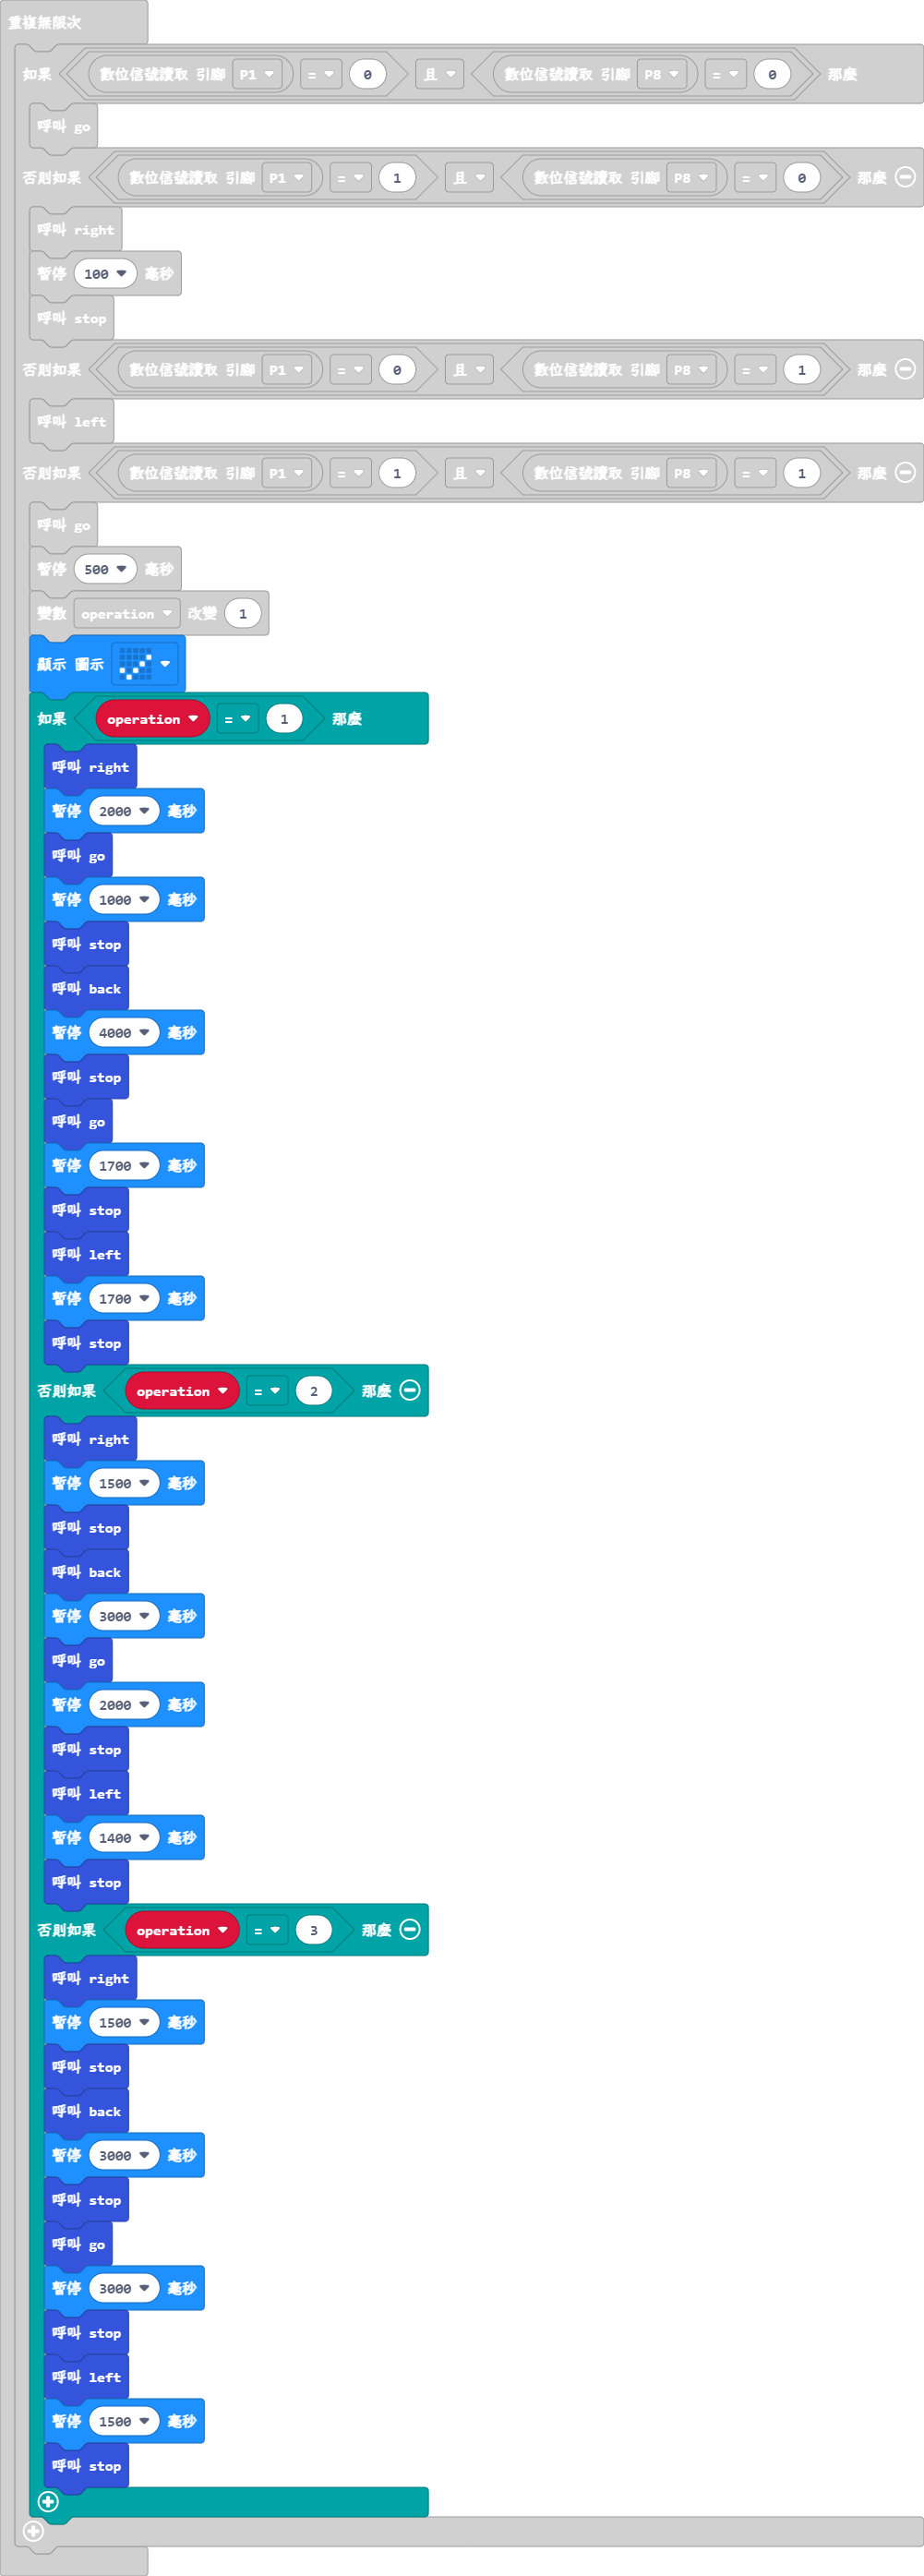 重複無限次
如果 數位信號讀取 引腳 P1 = 0 且 數位信號讀取 引腳 P8 = 0 那麼
呼叫 go
否則如果 數位信號讀取 引腳 P1 = 1 且 數位信號讀取 引腳 P8 = 0 那麼
呼叫 right
暫停 100 毫秒
呼叫 stop
否則如果 數位信號讀取 引腳 P1 = 0 且 數位信號讀取 引腳 P8 = 1 那麼
呼叫 left
否則如果 數位信號讀取 引腳 P1 = 1 且 數位信號讀取 引腳 P8 = 1 那麼
呼叫 go
暫停 500 毫秒
變數 operation 改變 1
顯示 圖示
如果 operation = 1 那麼
呼叫 right
暫停 2000 毫秒
呼叫 go
暫停 1000 毫秒
呼叫 stop
呼叫 back
暫停 4000 毫秒
呼叫 stop
呼叫 go
暫停 1700 毫秒
呼叫 stop
呼叫 left
暫停 1700 毫秒
呼叫 stop
否則如果 operation = 2 那麼
呼叫 right
暫停 1500 毫秒
呼叫 stop
呼叫 back
暫停 3000 毫秒
呼叫 go
暫停 2000 毫秒
呼叫 stop
呼叫 left
暫停 1400 毫秒
呼叫 stop
否則如果 operation = 3 那麼
呼叫 right
暫停 1500 毫秒
呼叫 stop
呼叫 back
暫停 3000 毫秒
呼叫 stop
呼叫 go
暫停 3000 毫秒
呼叫 stop
呼叫 left
暫停 1500 毫秒
呼叫 stop